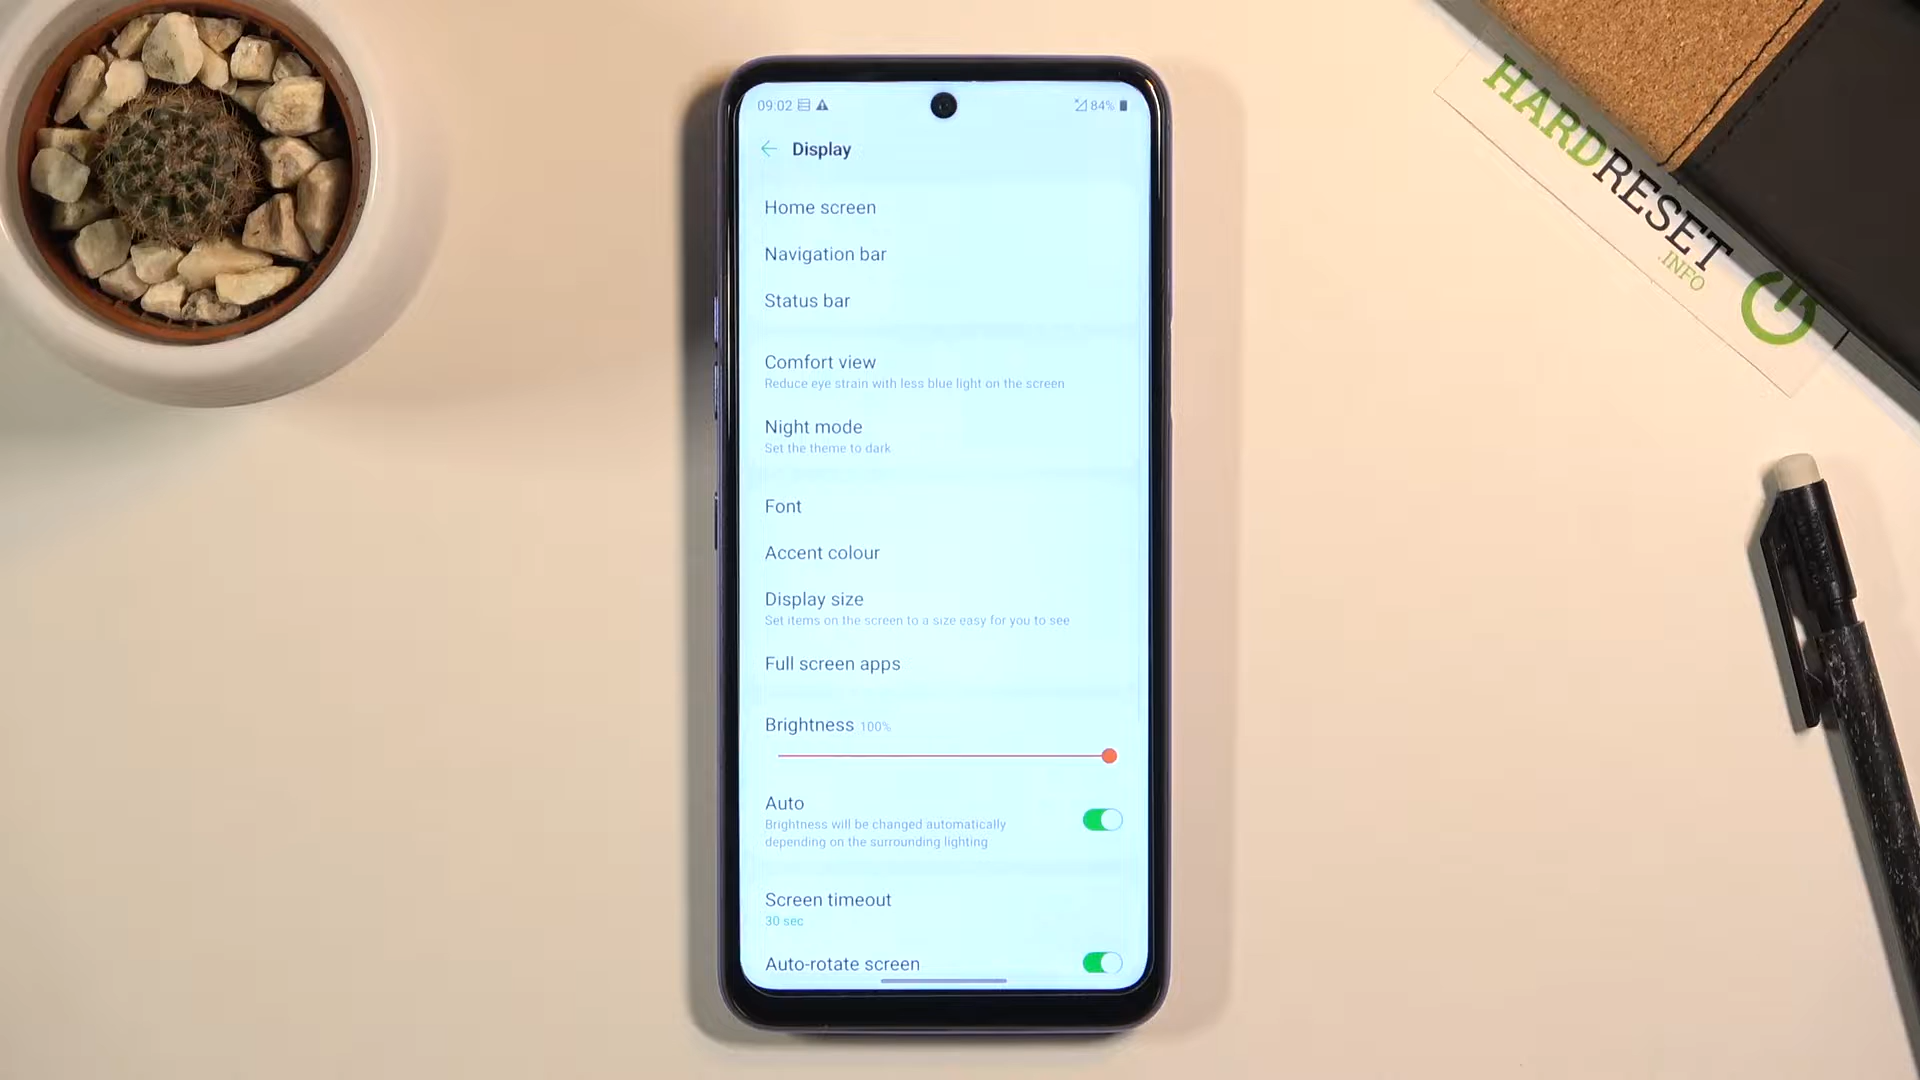 09:02
84%
Display
Home screen
Navigation bar
Status bar
Comfort view
Reduce eye strain with less blue light on the screen
Night mode
Set the theme to dark
Font
Accent colour
Display size
Set items on the screen to a size easy for you to see
Full screen apps
Brightness 100%
Auto
Brightness will be changed automatically
depending on the surrounding lighting
Screen timeout
30 sec
Auto-rotate screen
HARDRESET
.INFO